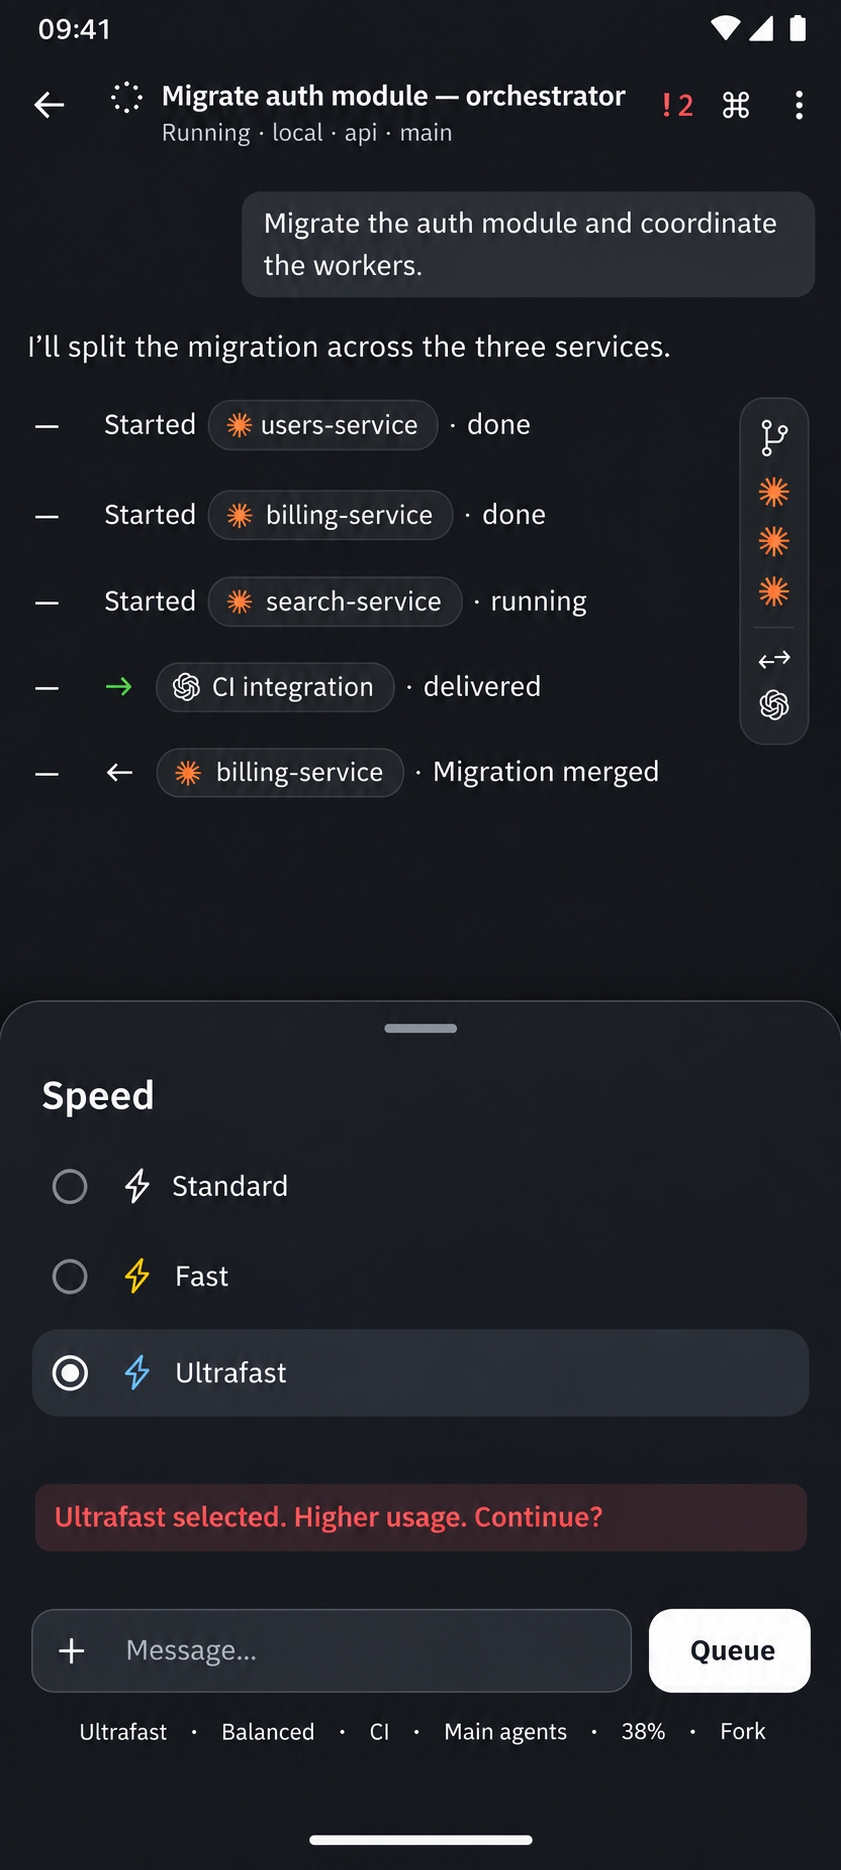 09:41
Migrate auth module — orchestrator
!2
Running · local · api · main
Migrate the auth module and coordinate
the workers.
I’ll split the migration across the three services.
— Started users-service · done
— Started billing-service · done
— Started search-service · running
— → CI integration · delivered
— ← billing-service · Migration merged
Speed
Standard
Fast
Ultrafast
Ultrafast selected. Higher usage. Continue?
+ Message...
Queue
Ultrafast · Balanced · CI · Main agents · 38% · Fork